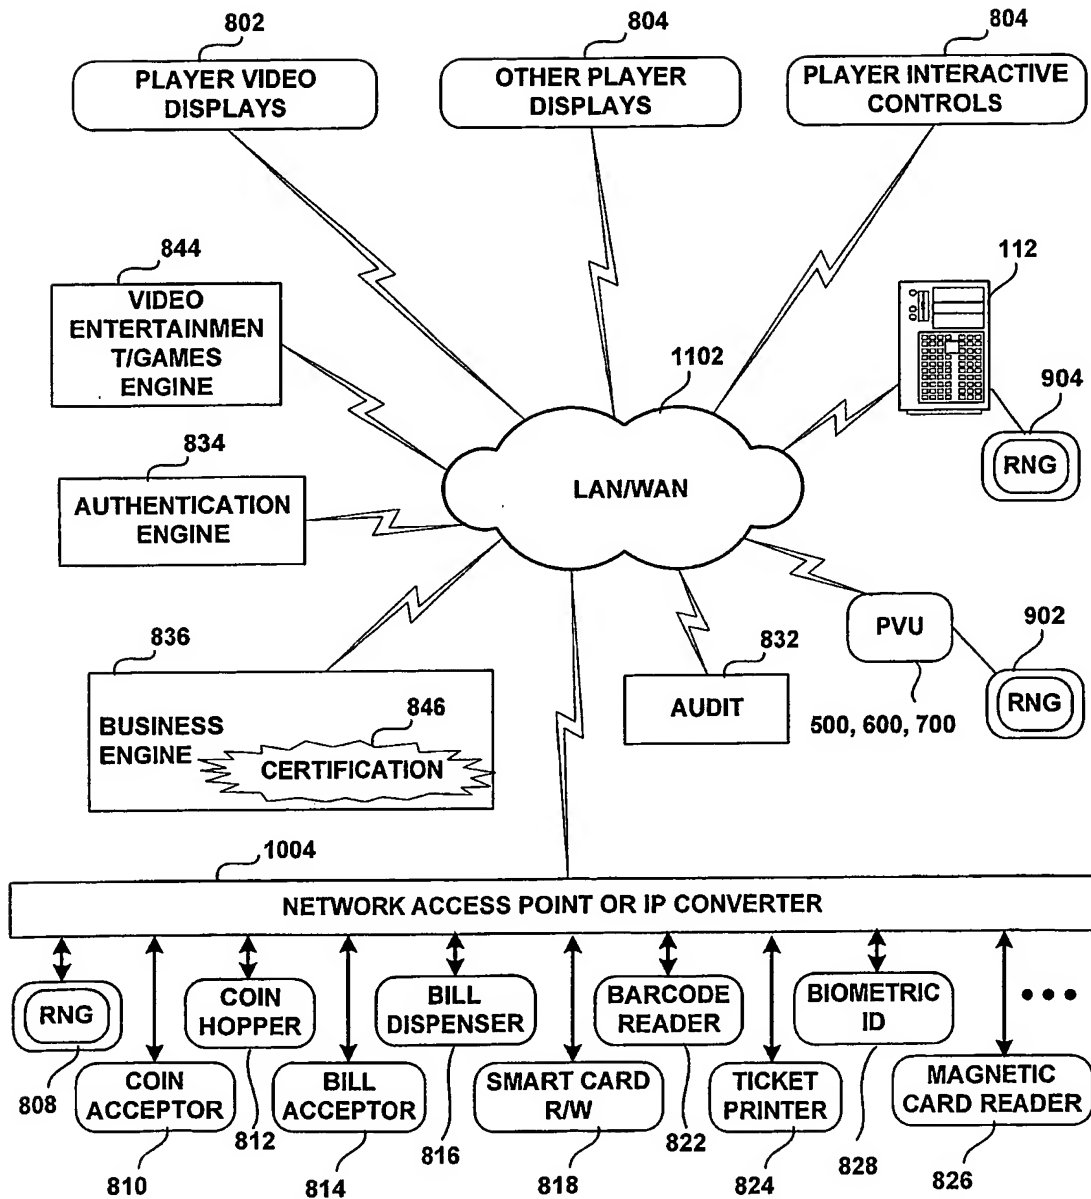 802
804
804
PLAYER VIDEO
DISPLAYS
OTHER PLAYER
DISPLAYS
PLAYER INTERACTIVE
CONTROLS
844
VIDEO
ENTERTAINMEN
T/GAMES
ENGINE
112
1102
904
RNG
LAN/WAN
834
AUTHENTICATION
ENGINE
PVU
500, 600, 700
902
RNG
836
BUSINESS
ENGINE
846
CERTIFICATION
832
AUDIT
1004
NETWORK ACCESS POINT OR IP CONVERTER
RNG
808
COIN
ACCEPTOR
810
COIN
HOPPER
812
BILL
ACCEPTOR
814
BILL
DISPENSER
816
SMART CARD
R/W
818
BARCODE
READER
822
TICKET
PRINTER
824
BIOMETRIC
ID
828
MAGNETIC
CARD READER
826